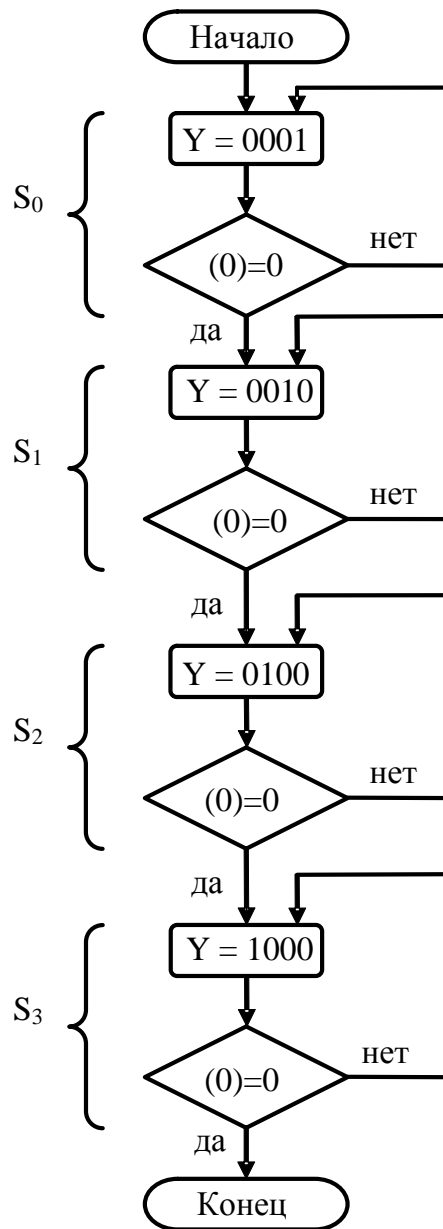 Начало
Y = 0001
S₀
(0)=0
нет
да
Y = 0010
S₁
(0)=0
нет
да
Y = 0100
S₂
(0)=0
нет
да
Y = 1000
S₃
(0)=0
нет
да
Конец